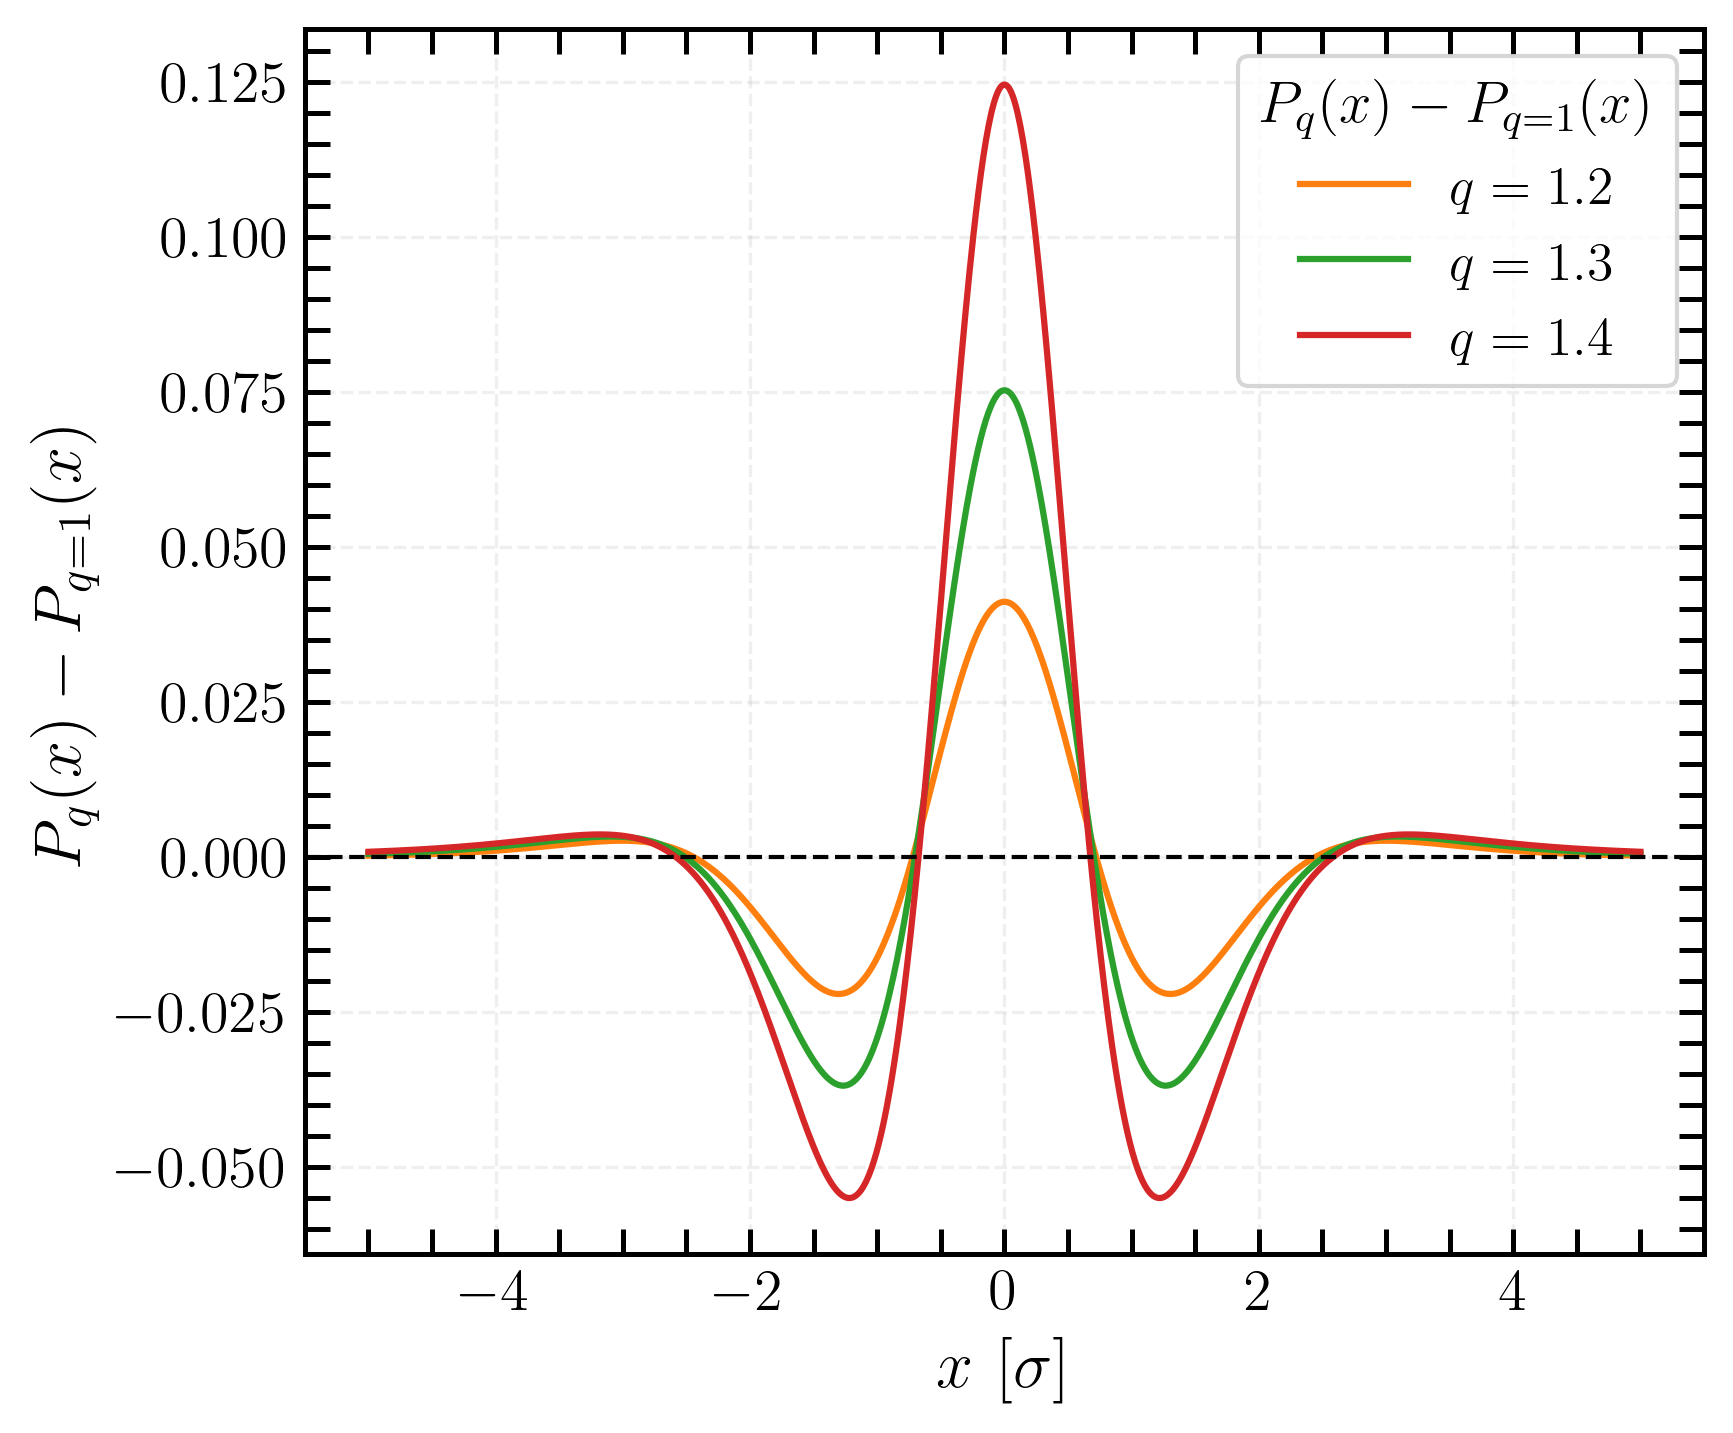 P_q(x) − P_{q=1}(x)
q = 1.2
q = 1.3
q = 1.4
0.125
0.100
0.075
0.050
0.025
0.000
−0.025
−0.050
P_q(x) − P_{q=1}(x)
−4 −2 0 2 4
x [σ]